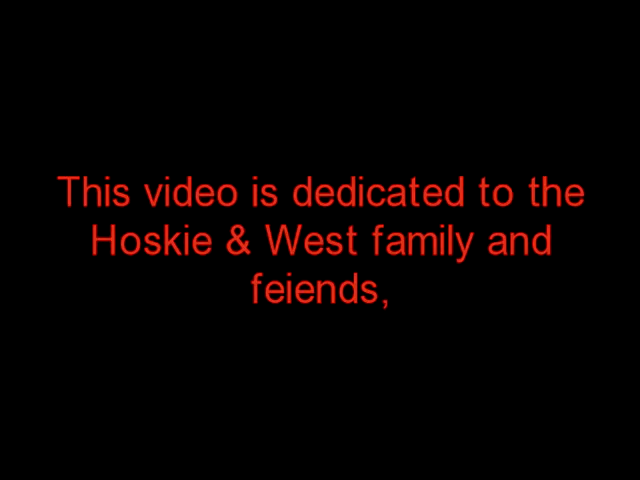 This video is dedicated to the
Hoskie & West family and
feiends,